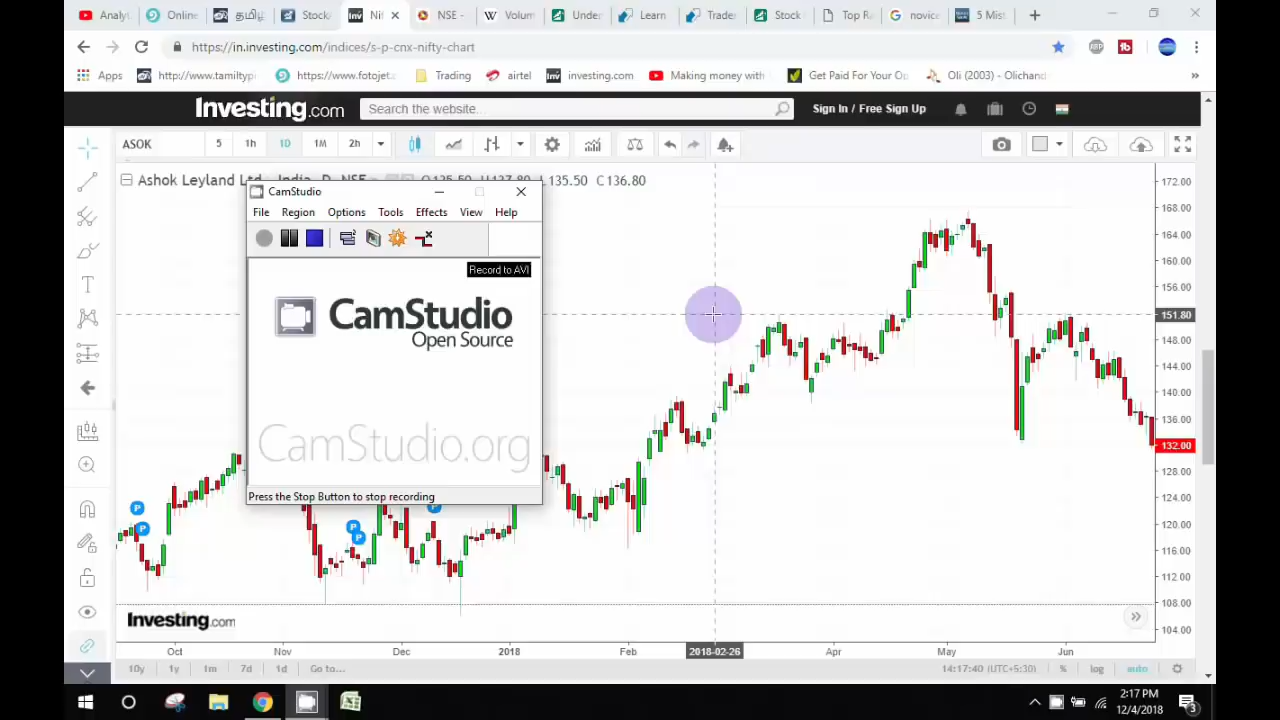 Analyt
Online
தமிழ்
Stock
Nif
NSE -
Volum
Under
Learn
Trader
Stock
Top Ra
novice
5 Mist
https://in.investing.com/indices/s-p-cnx-nifty-chart
Apps
http://www.tamiltypi
https://www.fotojet.
Trading
airtel
investing.com
Making money with
Get Paid For Your Op
Oli (2003) - Olichand
Investing.com
Search the website...
Sign In / Free Sign Up
ASOK
5
1h
1D
1M
2h
Ashok Leyland Ltd
135.50 C 136.80
CamStudio
File Region Options Tools Effects View Help
Record to AVI
CamStudio
Open Source
CamStudio.org
Press the Stop Button to stop recording
172.00
168.00
164.00
160.00
156.00
151.80
148.00
144.00
140.00
136.00
132.00
128.00
124.00
120.00
116.00
112.00
108.00
104.00
P
P
P
P
P
Investing.com
Oct
Nov
Dec
2018
Feb
2018-02-26
Apr
May
Jun
10y 1y 1m 7d 1d Go to...
14:17:40 (UTC+5:30)
% log auto
2:17 PM
12/4/2018
3